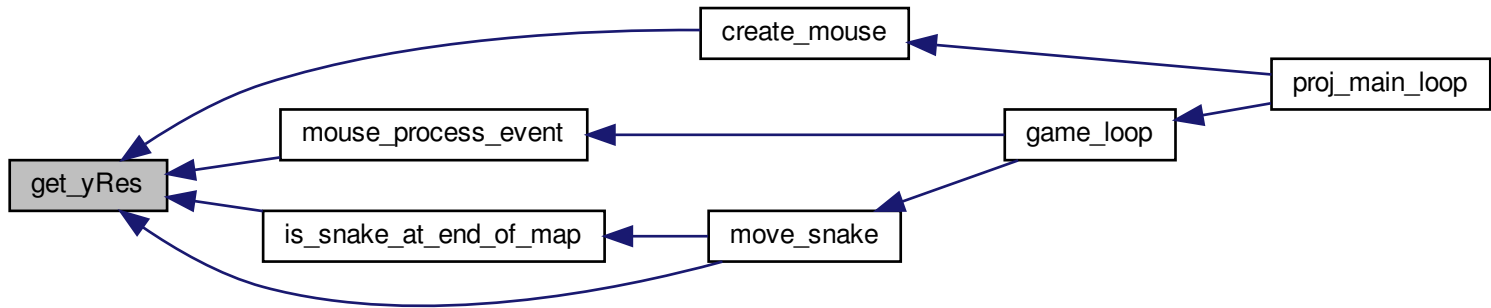 create_mouse
proj_main_loop
mouse_process_event
game_loop
get_yRes
is_snake_at_end_of_map
move_snake